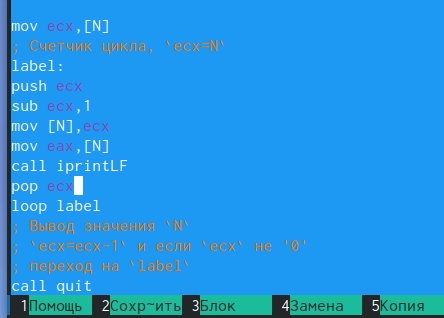 mov ecx,[N]
; Счетчик цикла, `ecx=N`
label:
push ecx
sub ecx,1
mov [N],ecx
mov eax,[N]
call iprintLF
pop ecx
loop label
; Вывод значения `N`
; `ecx=ecx-1` и если `ecx` не '0'
; переход на `label`
call quit
1Помощь 2Сохр~ить 3Блок 4Замена 5Копия